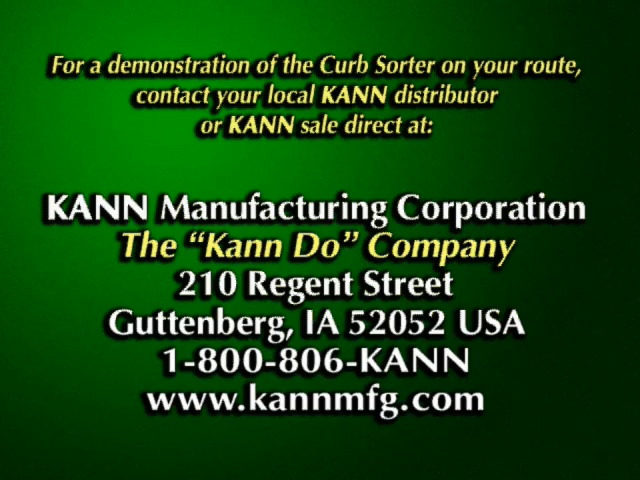 For a demonstration of the Curb Sorter on your route,
contact your local KANN distributor
or KANN sale direct at:
KANN Manufacturing Corporation
The “Kann Do” Company
210 Regent Street
Guttenberg, IA 52052 USA
1-800-806-KANN
www.kannmfg.com